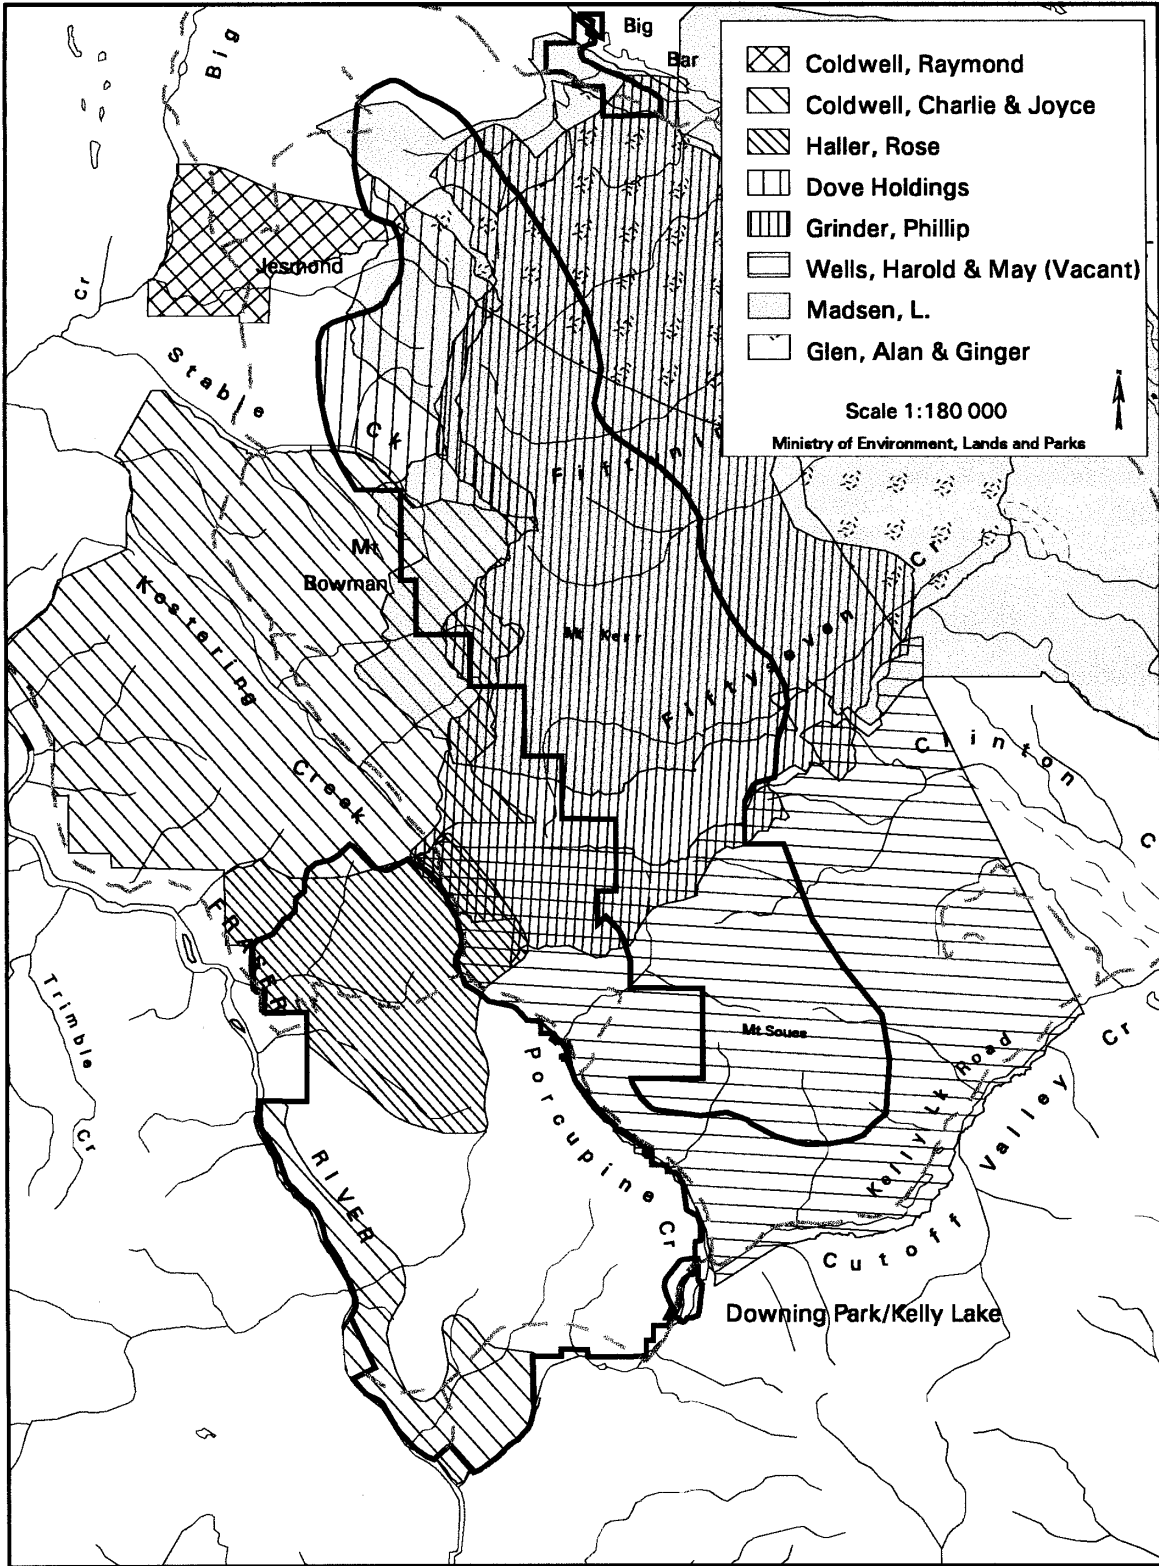 Big
Big
Bar
Coldwell, Raymond
Coldwell, Charlie & Joyce
Haller, Rose
Dove Holdings
Grinder, Phillip
Wells, Harold & May (Vacant)
Madsen, L.
Glen, Alan & Ginger
N
Scale 1:180 000
Ministry of Environment, Lands and Parks
Jesmond
Cr
Stable
Ck
Mt
Bowman
Kostering
Creek
Mt Kerr
Fiftyseven Cr
Clinton
C
FRASER
RIVER
Trimble
Cr
Porcupine
Cr
Mt Soues
Kelly Lk Road
Cutoff Valley Cr
Downing Park/Kelly Lake